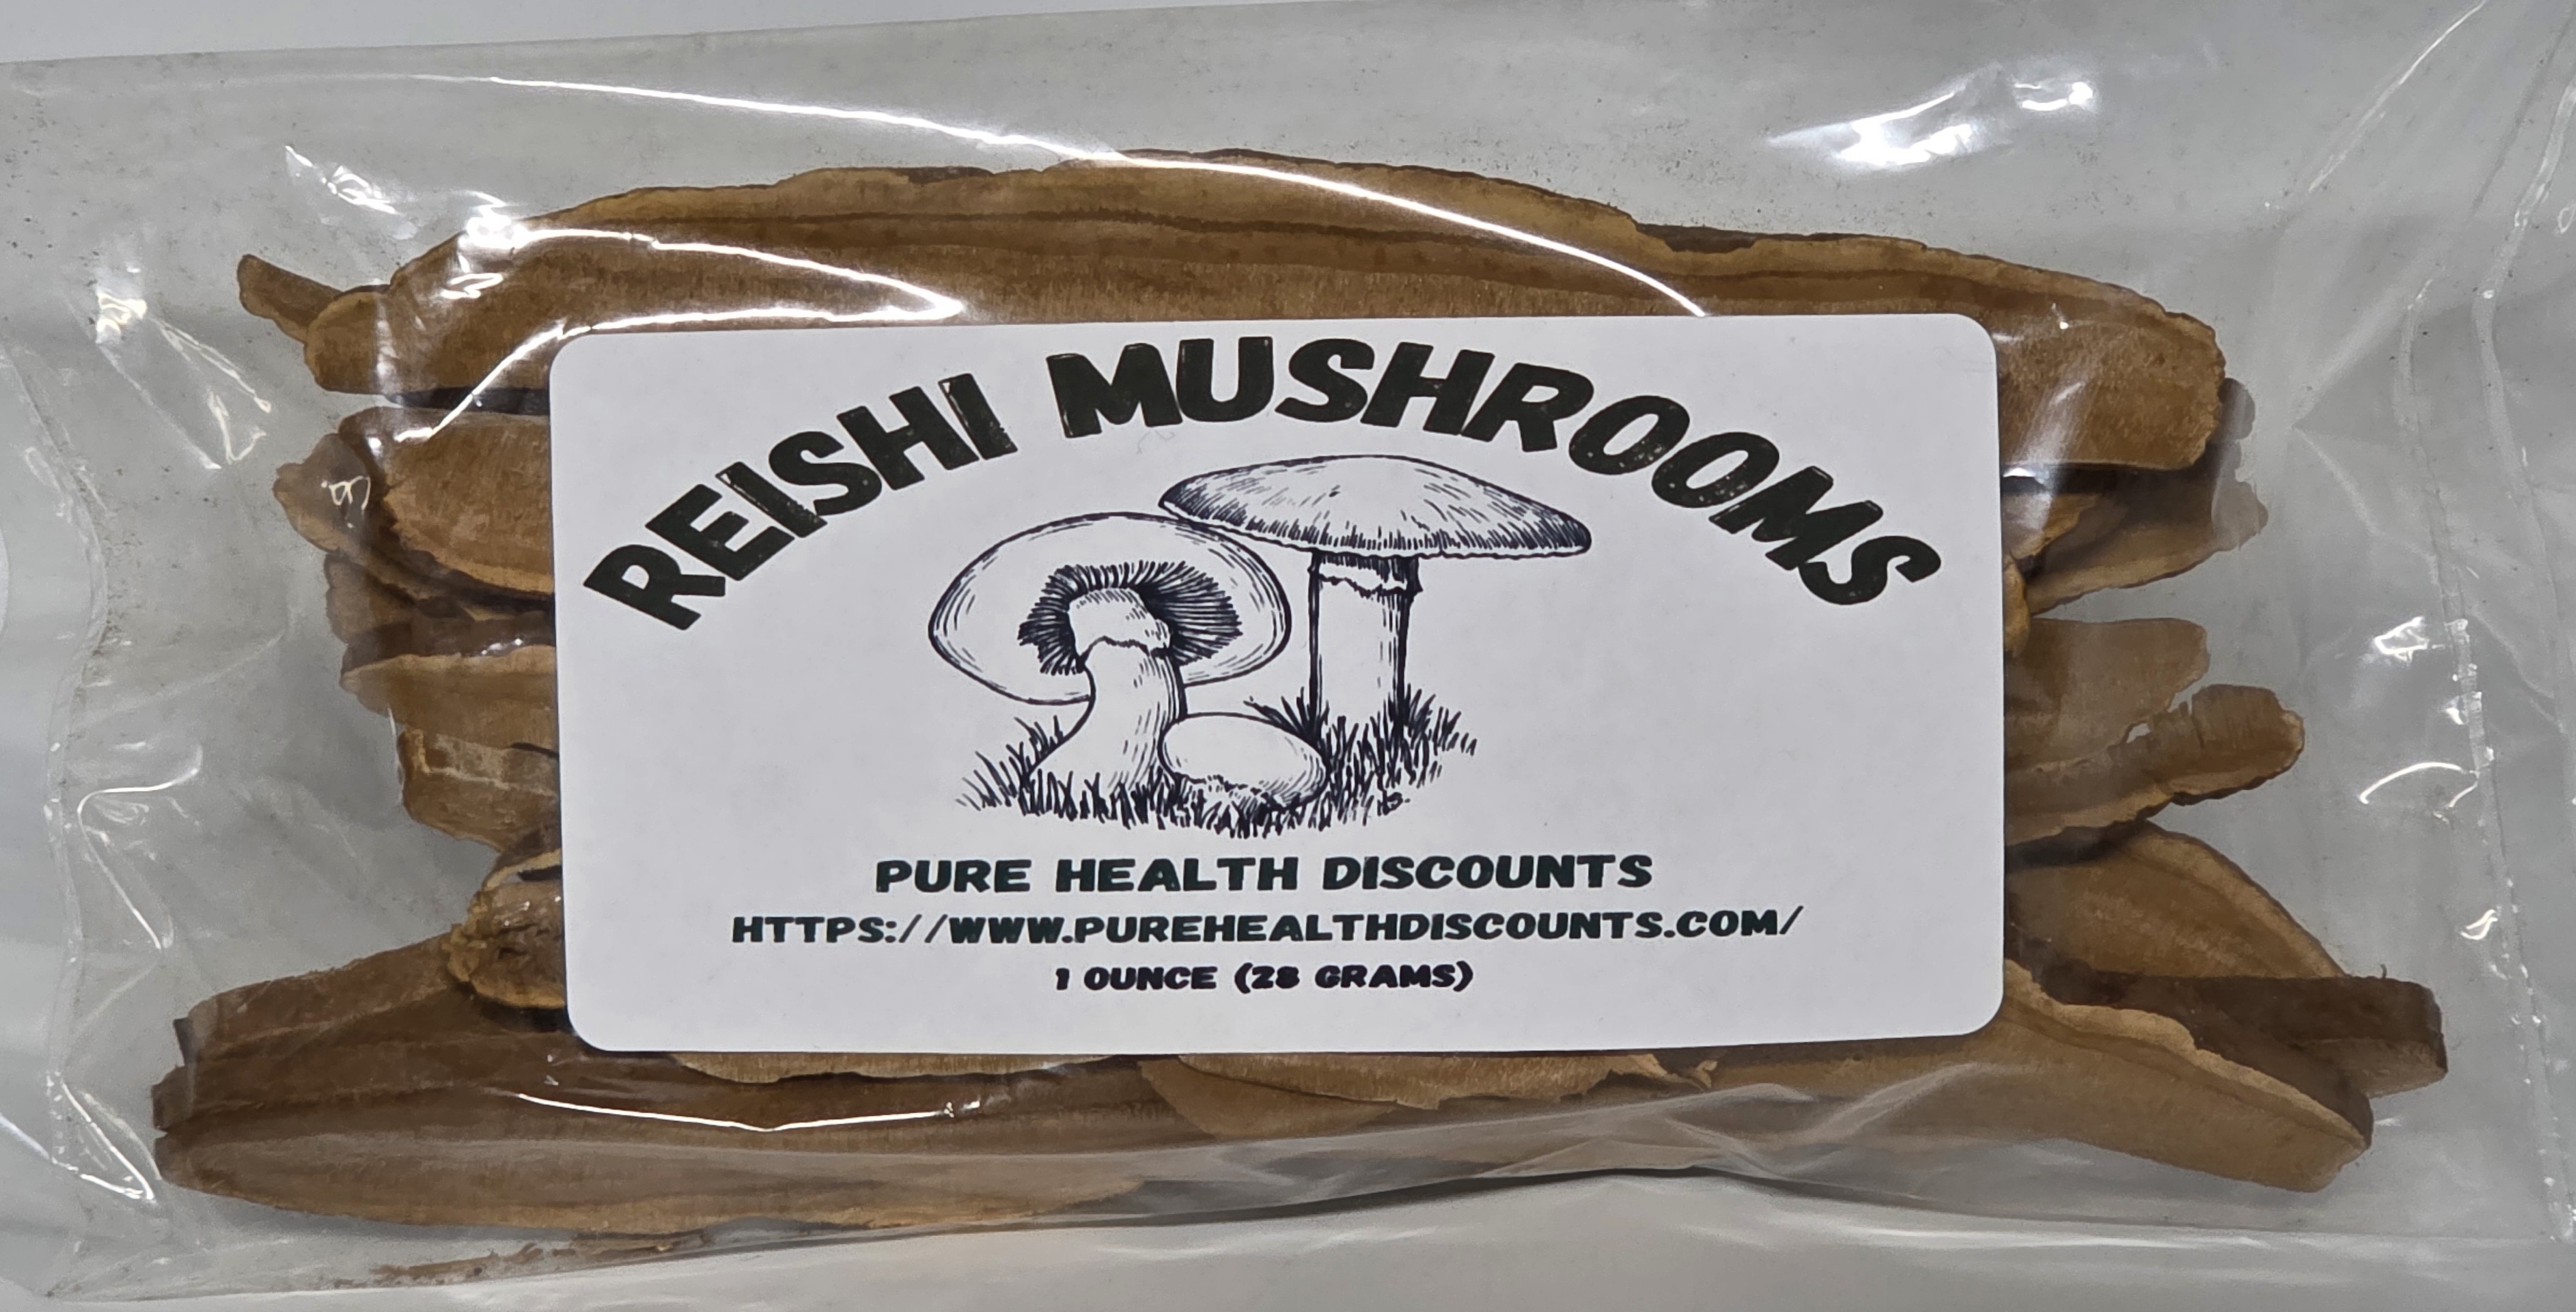 REISHI MUSHROOMS
PURE HEALTH DISCOUNTS
HTTPS://WWW.PUREHEALTHDISCOUNTS.COM/
1 OUNCE (28 GRAMS)